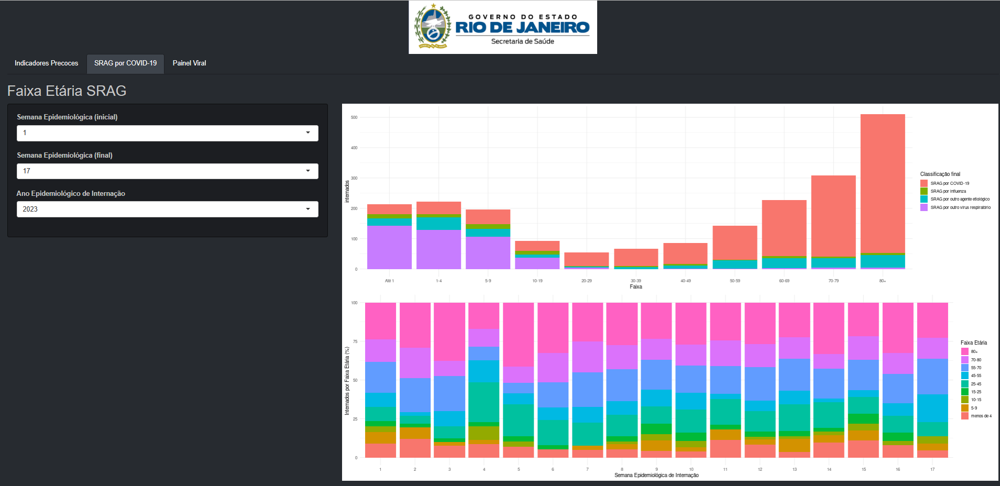 GOVERNO DO ESTADO
RIO DE JANEIRO
Secretaria de Saúde
Indicadores Precoces
SRAG por COVID-19
Painel Viral
Faixa Etária SRAG
Semana Epidemiológica (inicial)
1
Semana Epidemiológica (final)
17
Ano Epidemiológico de Internação
2023
internados
500
400
300
200
100
0
Até 1
1-4
5-9
10-19
20-29
30-39
40-49
50-59
60-69
70-79
80+
Faixa
Classificação final
SRAG por COVID-19
SRAG por influenza
SRAG por outro agente etiológico
SRAG por outro vírus respiratório
Internados por Faixa Etária (%)
100
75
50
25
0
1
2
3
4
5
6
7
8
9
10
11
12
13
14
15
16
17
Semana Epidemiológica de Internação
Faixa Etária
80+
70-80
55-70
45-55
25-45
15-25
10-15
5-9
menos de 4